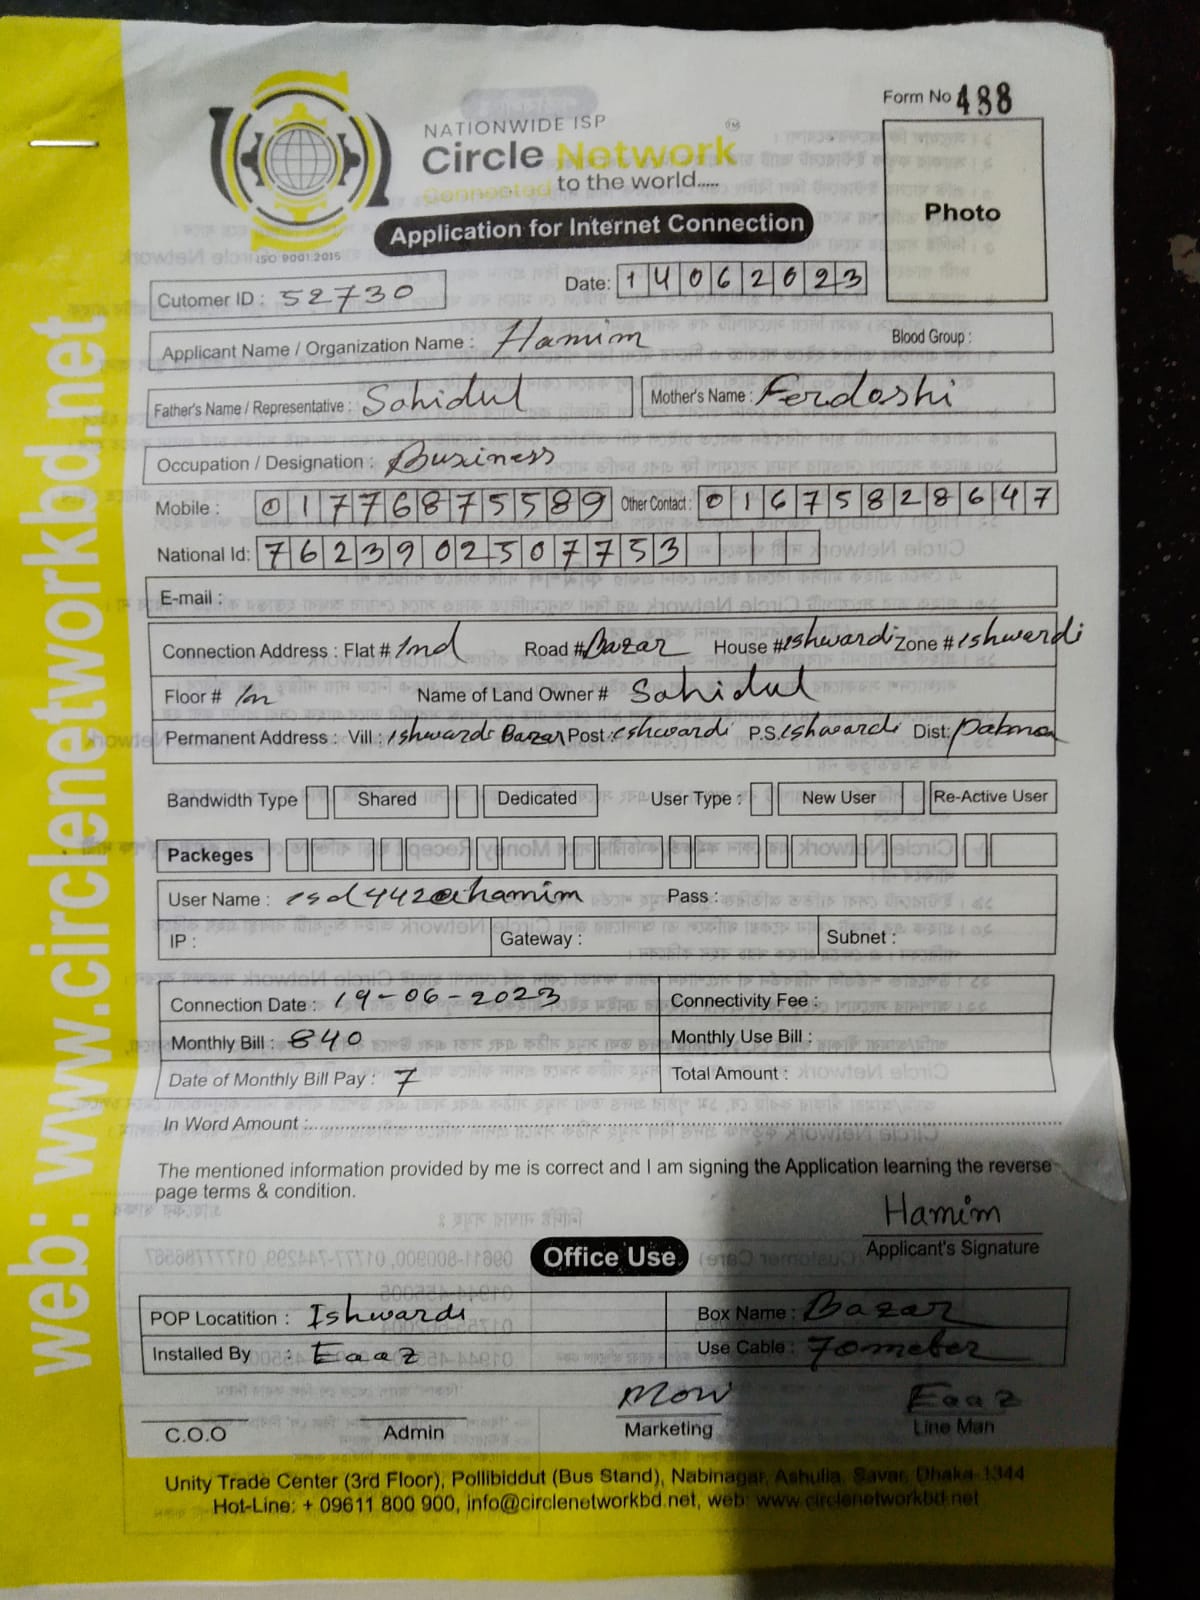 Form No 488
NATIONWIDE ISP
Circle Network
Connected to the world.....
ISO 9001:2015
Application for Internet Connection
Photo
Cutomer ID : 52730 Date: 14062023
Applicant Name / Organization Name : Hamim Blood Group :
Father's Name / Representative : Sahidul Mother's Name : Ferdoshi
Occupation / Designation : Business
Mobile : 01776875589 Other Contact : 01675828647
National Id: 7623902507753
E-mail :
Connection Address : Flat # 1nd Road # Bazar House # Ishwardi Zone # Ishwerdi
Floor # 1n Name of Land Owner # Sahidul
Permanent Address : Vill : Ishwardi Bazar Post : Ishwardi P.S. Ishwardi Dist: Pabna
Bandwidth Type Shared Dedicated User Type : New User Re-Active User
Packeges
User Name : isd442@hamim Pass :
IP : Gateway : Subnet :
Connection Date : 19-06-2023 Connectivity Fee :
Monthly Bill : 840 Monthly Use Bill :
Date of Monthly Bill Pay : 7 Total Amount :
In Word Amount :
The mentioned information provided by me is correct and I am signing the Application learning the reverse
page terms & condition.
Hamim
Applicant's Signature
Office Use
POP Locatition : Ishwardi Box Name : Bazar
Installed By : Eaaz Use Cable : 70 meter
Mow Eaaz
C.O.O Admin Marketing Line Man
Unity Trade Center (3rd Floor), Pollibiddut (Bus Stand), Nabinagar, Ashulia, Savar, Dhaka-1344
Hot-Line: + 09611 800 900, info@circlenetworkbd.net, web: www.circlenetworkbd.net
web: www.circlenetworkbd.net